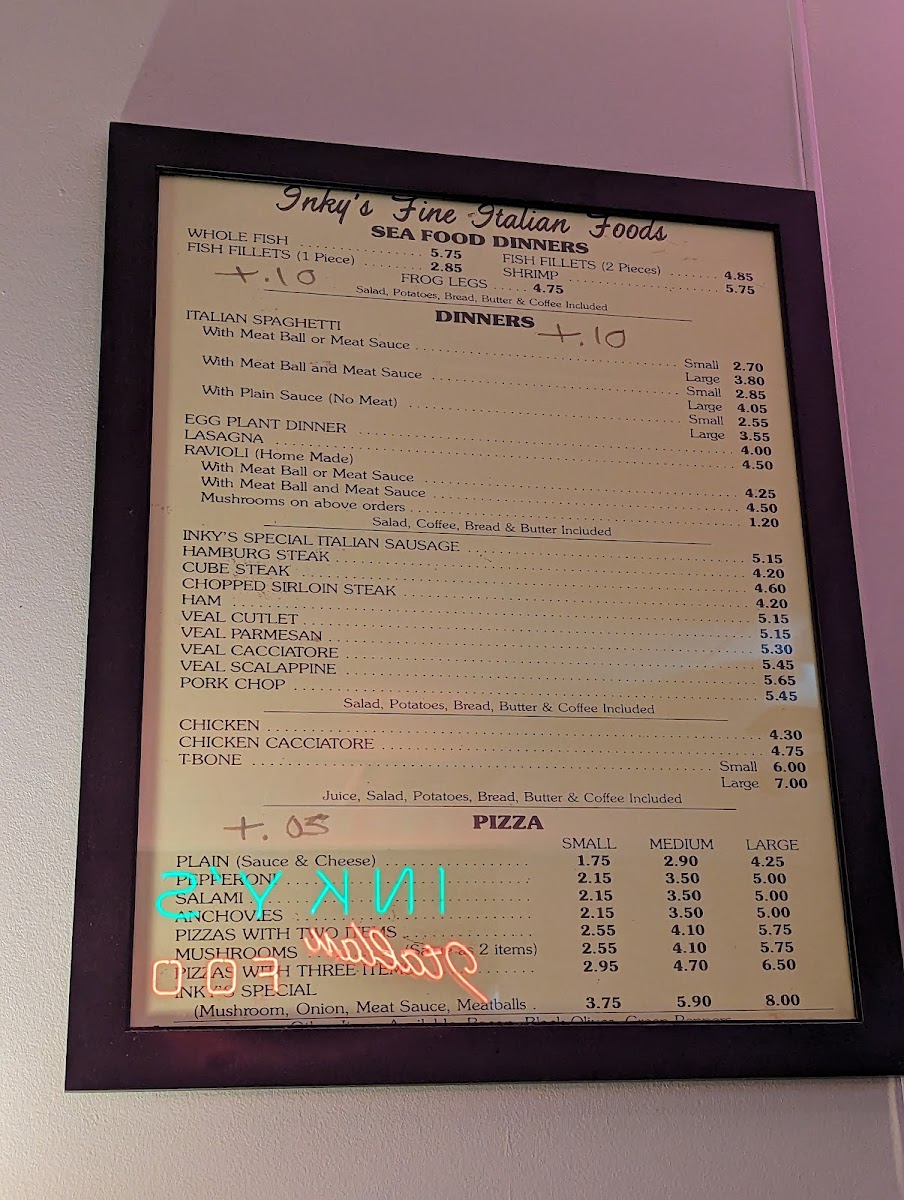 Inky's Fine Italian Foods
SEA FOOD DINNERS
WHOLE FISH 5.75 FISH FILLETS (2 Pieces) 4.85
FISH FILLETS (1 Piece) 2.85 SHRIMP 5.75
+.10 FROG LEGS 4.75
Salad, Potatoes, Bread, Butter & Coffee Included
DINNERS +.10
ITALIAN SPAGHETTI
With Meat Ball or Meat Sauce Small 2.70
Large 3.80
With Meat Ball and Meat Sauce Small 2.85
Large 4.05
With Plain Sauce (No Meat) Small 2.55
Large 3.55
EGG PLANT DINNER 4.00
LASAGNA 4.50
RAVIOLI (Home Made)
With Meat Ball or Meat Sauce 4.25
With Meat Ball and Meat Sauce 4.50
Mushrooms on above orders 1.20
Salad, Coffee, Bread & Butter Included
INKY'S SPECIAL ITALIAN SAUSAGE 5.15
HAMBURG STEAK 4.20
CUBE STEAK 4.60
CHOPPED SIRLOIN STEAK 4.20
HAM 5.15
VEAL CUTLET 5.15
VEAL PARMESAN 5.30
VEAL CACCIATORE 5.45
VEAL SCALAPPINE 5.65
PORK CHOP 5.45
Salad, Potatoes, Bread, Butter & Coffee Included
CHICKEN 4.30
CHICKEN CACCIATORE 4.75
T-BONE Small 6.00
Large 7.00
Juice, Salad, Potatoes, Bread, Butter & Coffee Included
+.05 PIZZA
SMALL MEDIUM LARGE
PLAIN (Sauce & Cheese) 1.75 2.90 4.25
PEPPERONI 2.15 3.50 5.00
SALAMI 2.15 3.50 5.00
ANCHOVIES 2.15 3.50 5.00
PIZZAS WITH TWO ITEMS 2.55 4.10 5.75
MUSHROOMS (Same as 2 items) 2.55 4.10 5.75
PIZZAS WITH THREE ITEMS 2.95 4.70 6.50
INKY'S SPECIAL
(Mushroom, Onion, Meat Sauce, Meatballs 3.75 5.90 8.00
INKY'S
Italian
FOOD